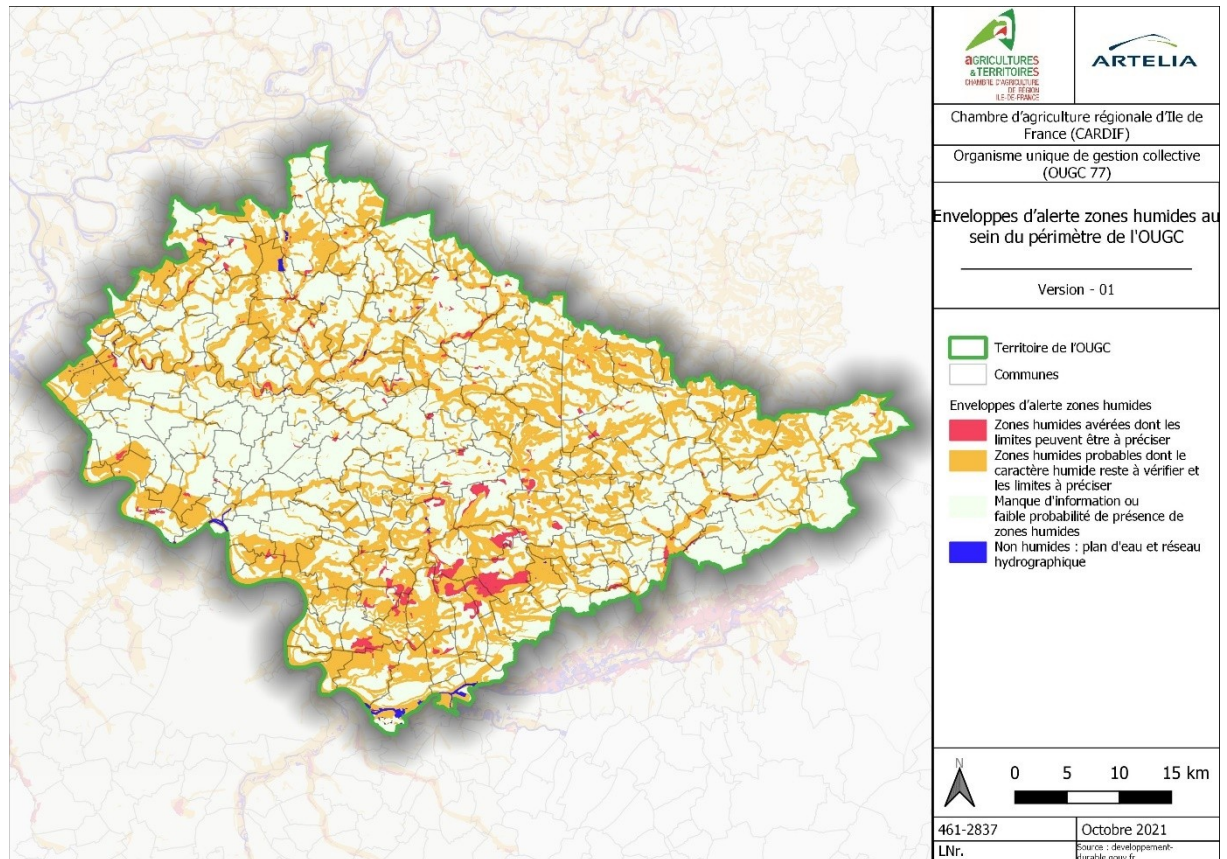 aGRICULTURES
& TERRITOIRES
CHAMBRE D'AGRICULTURE
DE RÉGION
ILE-DE-FRANCE
ARTELIA
Chambre d'agriculture régionale d'Ile de
France (CARDIF)
Organisme unique de gestion collective
(OUGC 77)
Enveloppes d'alerte zones humides au
sein du périmètre de l'OUGC
Version - 01
Territoire de l'OUGC
Communes
Enveloppes d'alerte zones humides
Zones humides avérées dont les
limites peuvent être à préciser
Zones humides probables dont le
caractère humide reste à vérifier et
les limites à préciser
Manque d'information ou
faible probabilité de présence de
zones humides
Non humides : plan d'eau et réseau
hydrographique
N
0 5 10 15 km
461-2837
Octobre 2021
LNr.
Source : developpement-
durable.gouv.fr